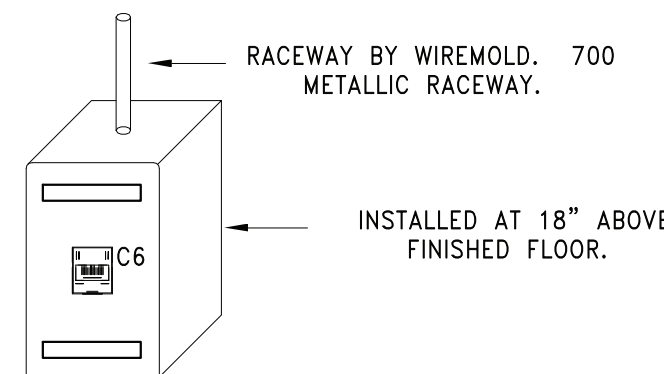 RACEWAY BY WIREMOLD. 700
METALLIC RACEWAY.
INSTALLED AT 18” ABOVE
FINISHED FLOOR.
C6